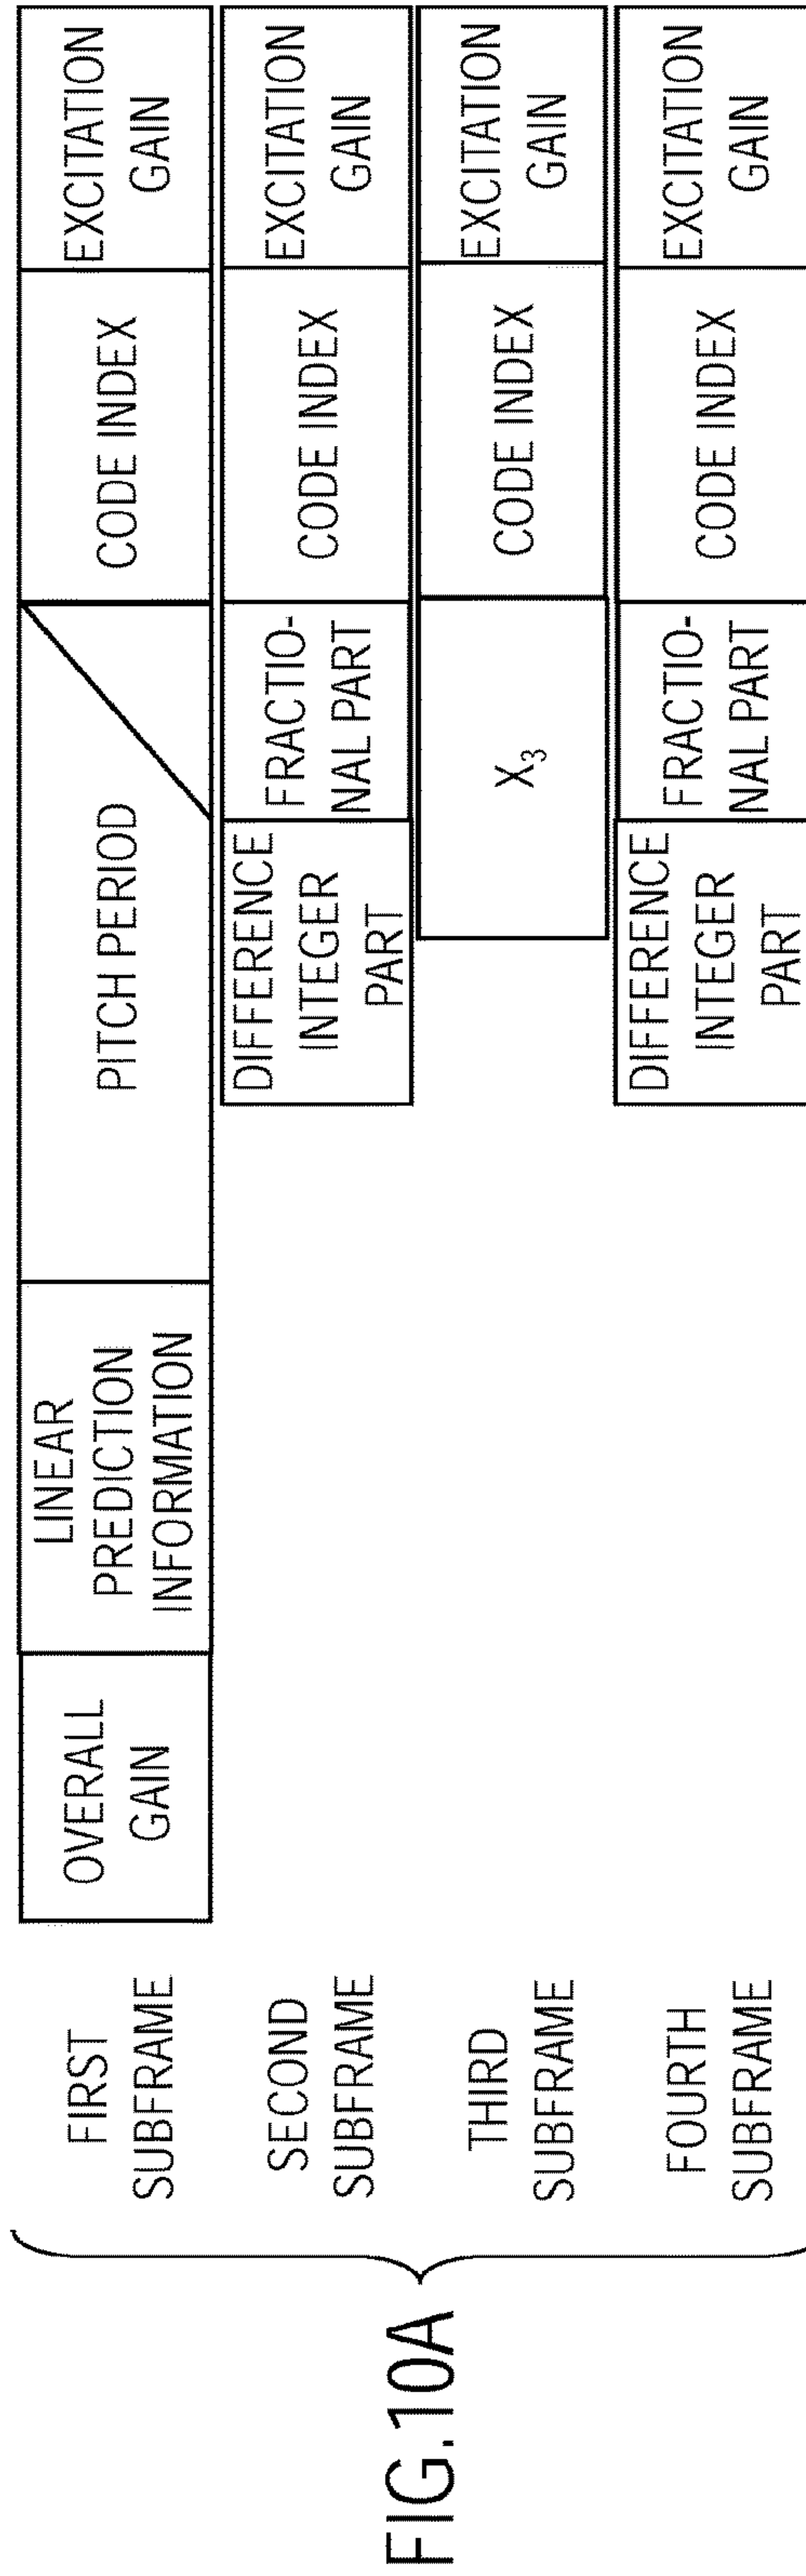 FIRST
SUBFRAME
OVERALL
GAIN
LINEAR
PREDICTION
INFORMATION
PITCH PERIOD
CODE INDEX
EXCITATION
GAIN
SECOND
SUBFRAME
DIFFERENCE
INTEGER
PART
FRACTIO-
NAL PART
CODE INDEX
EXCITATION
GAIN
THIRD
SUBFRAME
X₃
CODE INDEX
EXCITATION
GAIN
FOURTH
SUBFRAME
DIFFERENCE
INTEGER
PART
FRACTIO-
NAL PART
CODE INDEX
EXCITATION
GAIN
FIG.10A